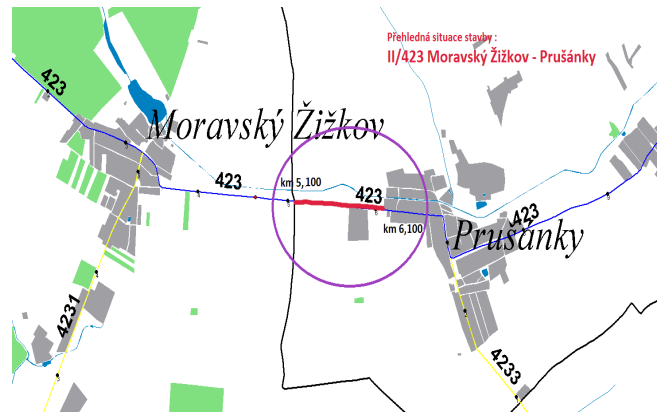 Přehledná situace stavby :
II/423 Moravský Žižkov - Prušánky
423
Moravský Žižkov
423
km 5,100
423
km 6,100
423
Prušánky
4231
4233